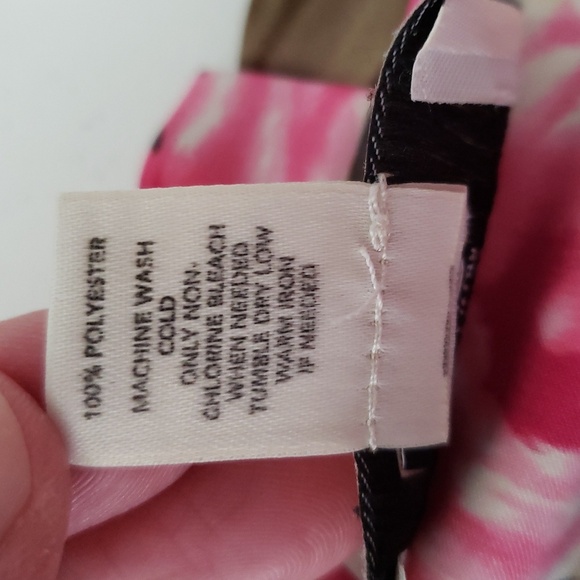 100% POLYESTER
MACHINE WASH
COLD
ONLY NON-
CHLORINE BLEACH
WHEN NEEDED
TUMBLE DRY LOW
WARM IRON
IF NEEDED